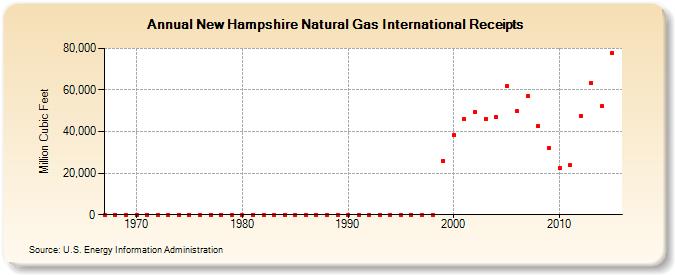 Annual New Hampshire Natural Gas International Receipts
Million Cubic Feet
80,000
60,000
40,000
20,000
0
1970 1980 1990 2000 2010
Source: U.S. Energy Information Administration